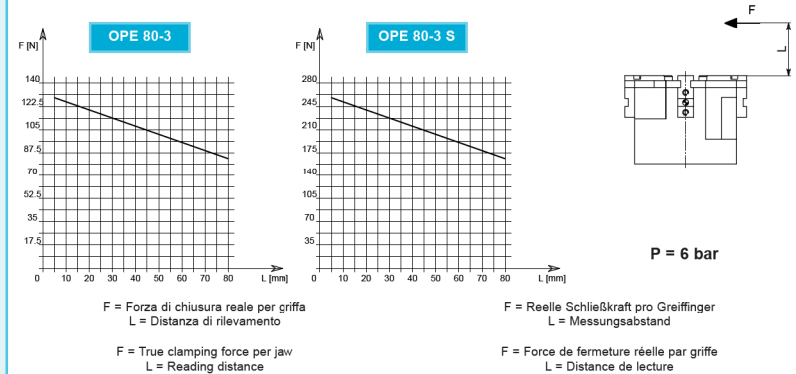 OPE 80-3
F [N]
140
122.5
105
87.5
70
52.5
35
17.5
0 10 20 30 40 50 60 70 80 L [mm]
OPE 80-3 S
F [N]
280
245
210
175
140
105
70
35
0 10 20 30 40 50 60 70 80 L [mm]
F
L
P = 6 bar
F = Forza di chiusura reale per griffa
L = Distanza di rilevamento
F = True clamping force per jaw
L = Reading distance
F = Reelle Schließkraft pro Greiffinger
L = Messungsabstand
F = Force de fermeture réelle par griffe
L = Distance de lecture